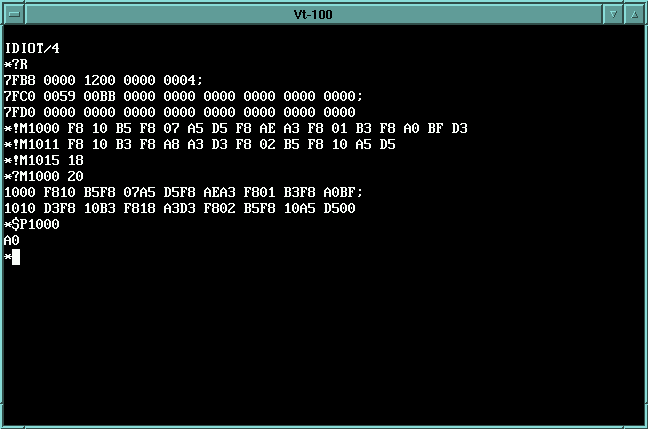 Vt-100
IDIOT/4
*?R
7FB8 0000 1200 0000 0004;
7FC0 0059 00BB 0000 0000 0000 0000 0000 0000;
7FD0 0000 0000 0000 0000 0000 0000 0000 0000
*!M1000 F8 10 B5 F8 07 A5 D5 F8 AE A3 F8 01 B3 F8 A0 BF D3
*!M1011 F8 10 B3 F8 A8 A3 D3 F8 02 B5 F8 10 A5 D5
*!M1015 18
*?M1000 20
1000 F810 B5F8 07A5 D5F8 AEA3 F801 B3F8 A0BF;
1010 D3F8 10B3 F818 A3D3 F802 B5F8 10A5 D500
*$P1000
A0
*